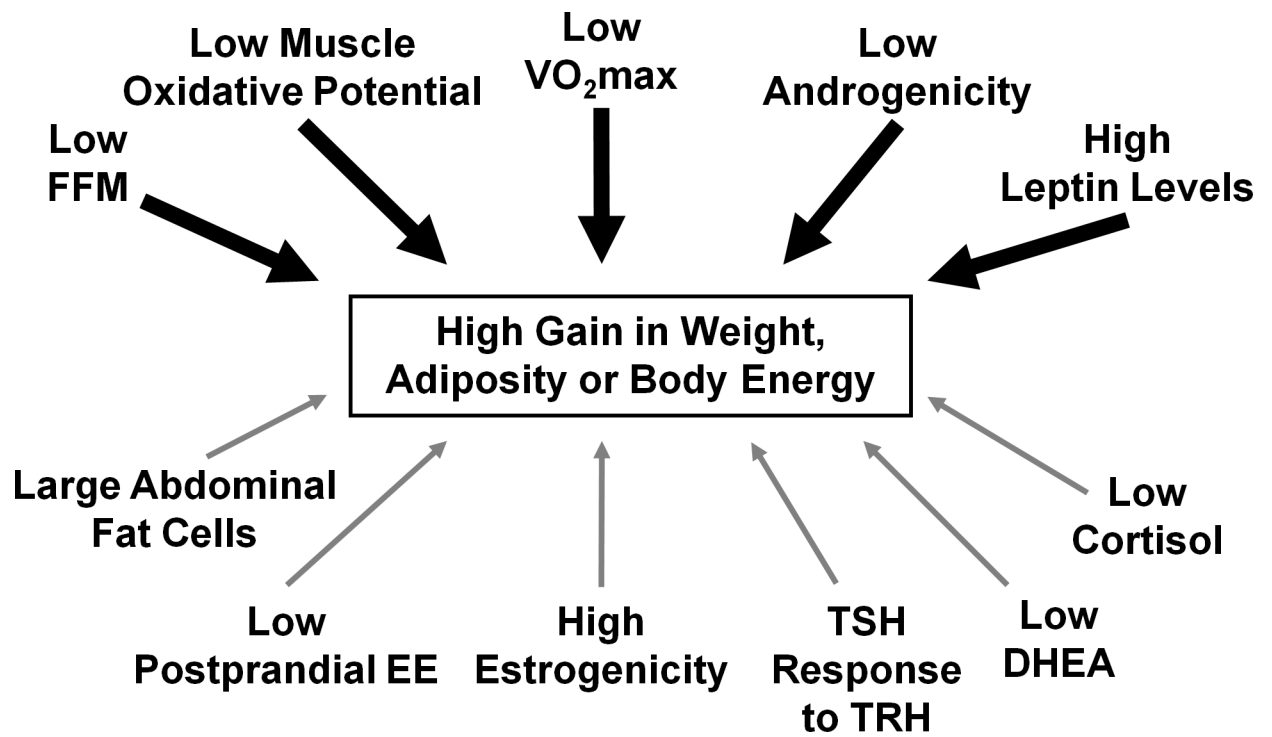 Low Muscle
Oxidative Potential
Low
VO₂max
Low
Androgenicity
Low
FFM
High
Leptin Levels
High Gain in Weight,
Adiposity or Body Energy
Large Abdominal
Fat Cells
Low
Cortisol
Low
Postprandial EE
High
Estrogenicity
TSH
Response
to TRH
Low
DHEA